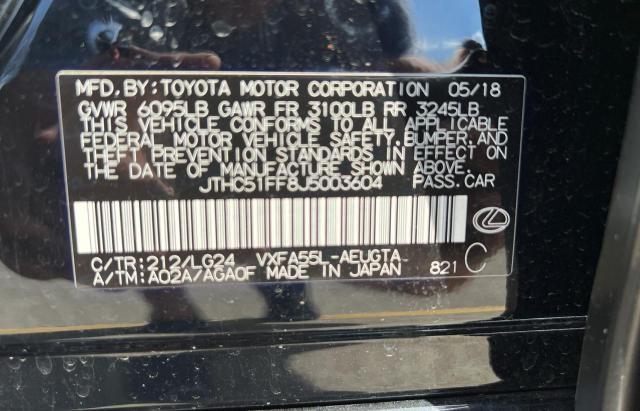 MFD. BY: TOYOTA MOTOR CORPORATION 05/18
GVWR 6095LB GAWR FR 3100LB RR 3245LB
THIS VEHICLE CONFORMS TO ALL APPLICABLE
FEDERAL MOTOR VEHICLE SAFETY, BUMPER, AND
THEFT PREVENTION STANDARDS IN EFFECT ON
THE DATE OF MANUFACTURE SHOWN ABOVE.
JTHC51FF8J5003604 PASS. CAR
C/TR: 212/LG24 VXFA55L-AEUGTA
A/TM: A02A/AGA0F MADE IN JAPAN 821 C